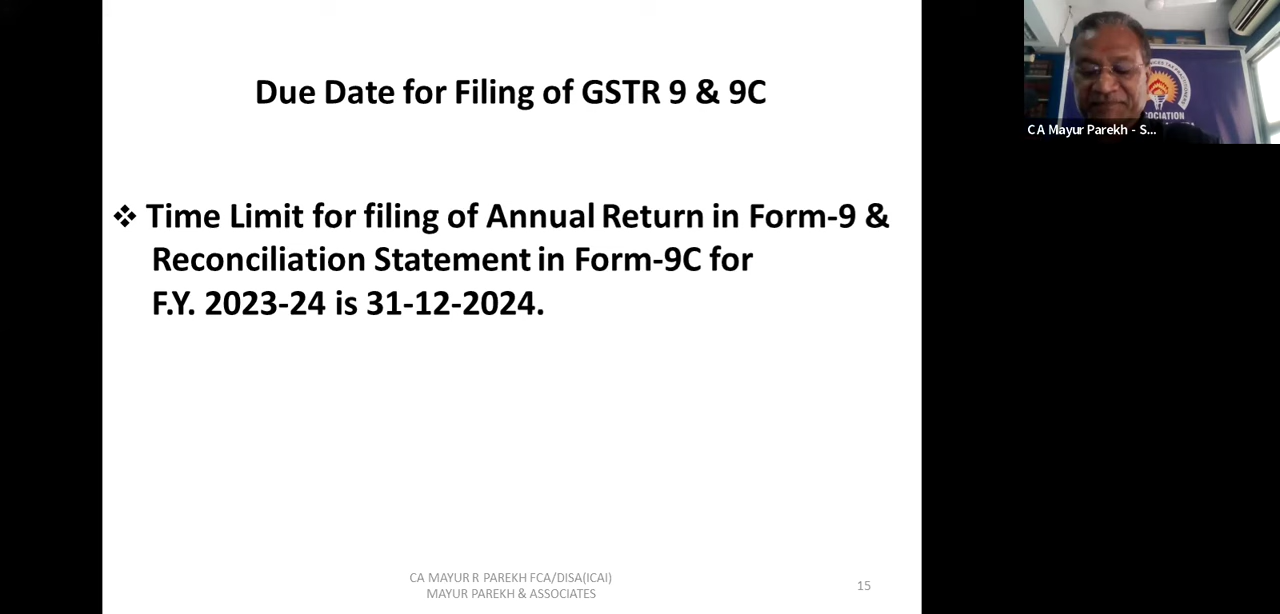 Due Date for Filing of GSTR 9 & 9C
❖ Time Limit for filing of Annual Return in Form-9 &
Reconciliation Statement in Form-9C for
F.Y. 2023-24 is 31-12-2024.
CA MAYUR R PAREKH FCA/DISA(ICAI)
MAYUR PAREKH & ASSOCIATES
15
CA Mayur Parekh - S...